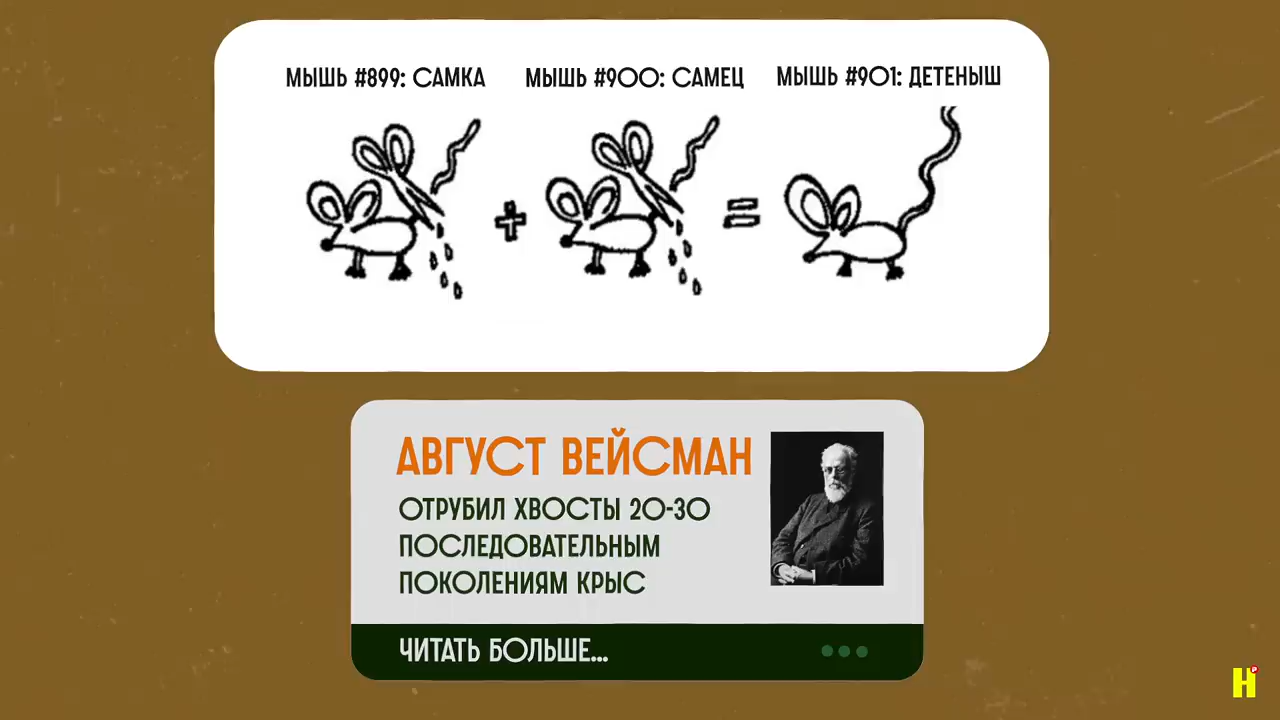 МЫШЬ #899: САМКА
МЫШЬ #900: САМЕЦ
МЫШЬ #901: ДЕТЕНЫШ
АВГУСТ ВЕЙСМАН
ОТРУБИЛ ХВОСТЫ 20-30
ПОСЛЕДОВАТЕЛЬНЫМ
ПОКОЛЕНИЯМ КРЫС
ЧИТАТЬ БОЛЬШЕ...
Н